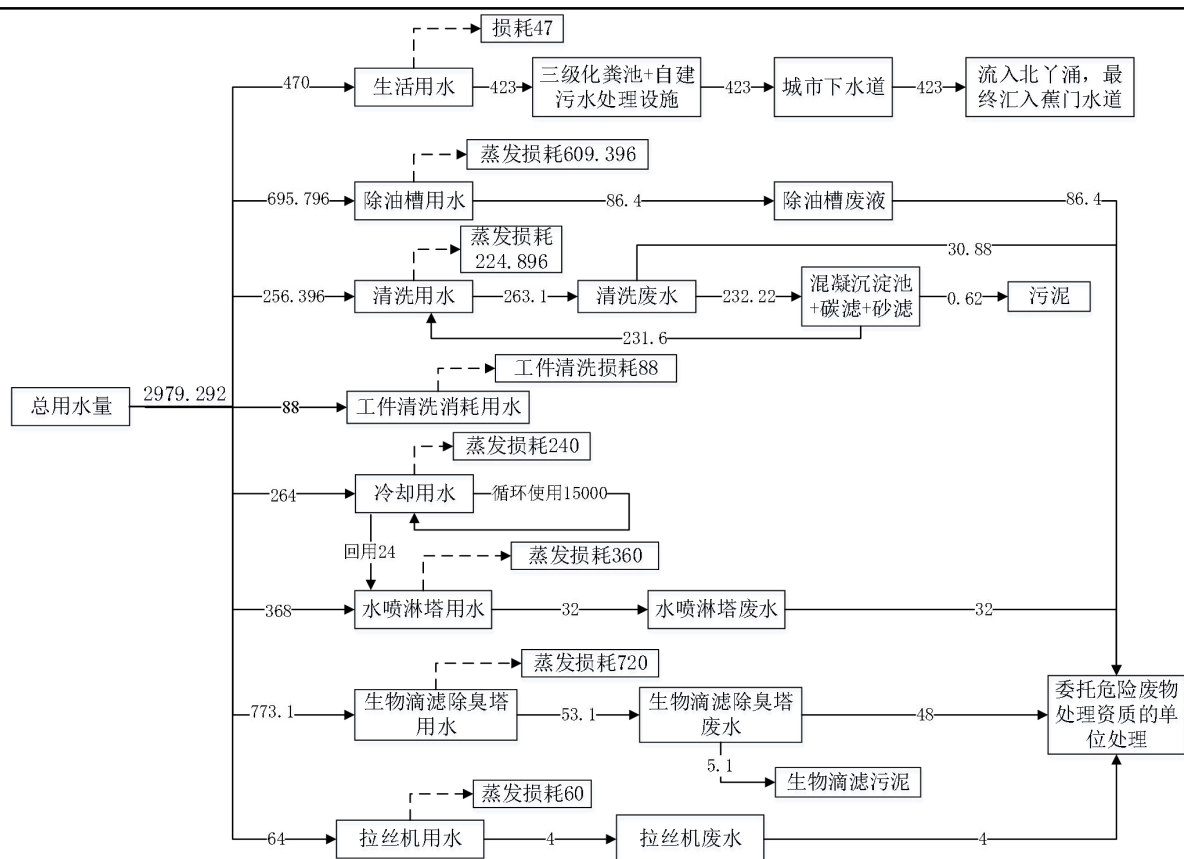 损耗47
470
生活用水
423
三级化粪池+自建
污水处理设施
423
城市下水道
423
流入北丫涌，最
终汇入蕉门水道
蒸发损耗609.396
695.796
除油槽用水
86.4
除油槽废液
86.4
蒸发损耗
224.896
30.88
256.396
清洗用水
263.1
清洗废水
232.22
混凝沉淀池
+碳滤+砂滤
0.62
污泥
231.6
工件清洗损耗88
总用水量
2979.292
88
工件清洗消耗用水
蒸发损耗240
264
冷却用水
循环使用15000
回用24
蒸发损耗360
368
水喷淋塔用水
32
水喷淋塔废水
32
蒸发损耗720
773.1
生物滴滤除臭塔
用水
53.1
生物滴滤除臭塔
废水
48
委托危险废物
处理资质的单
位处理
5.1
生物滴滤污泥
蒸发损耗60
64
拉丝机用水
4
拉丝机废水
4